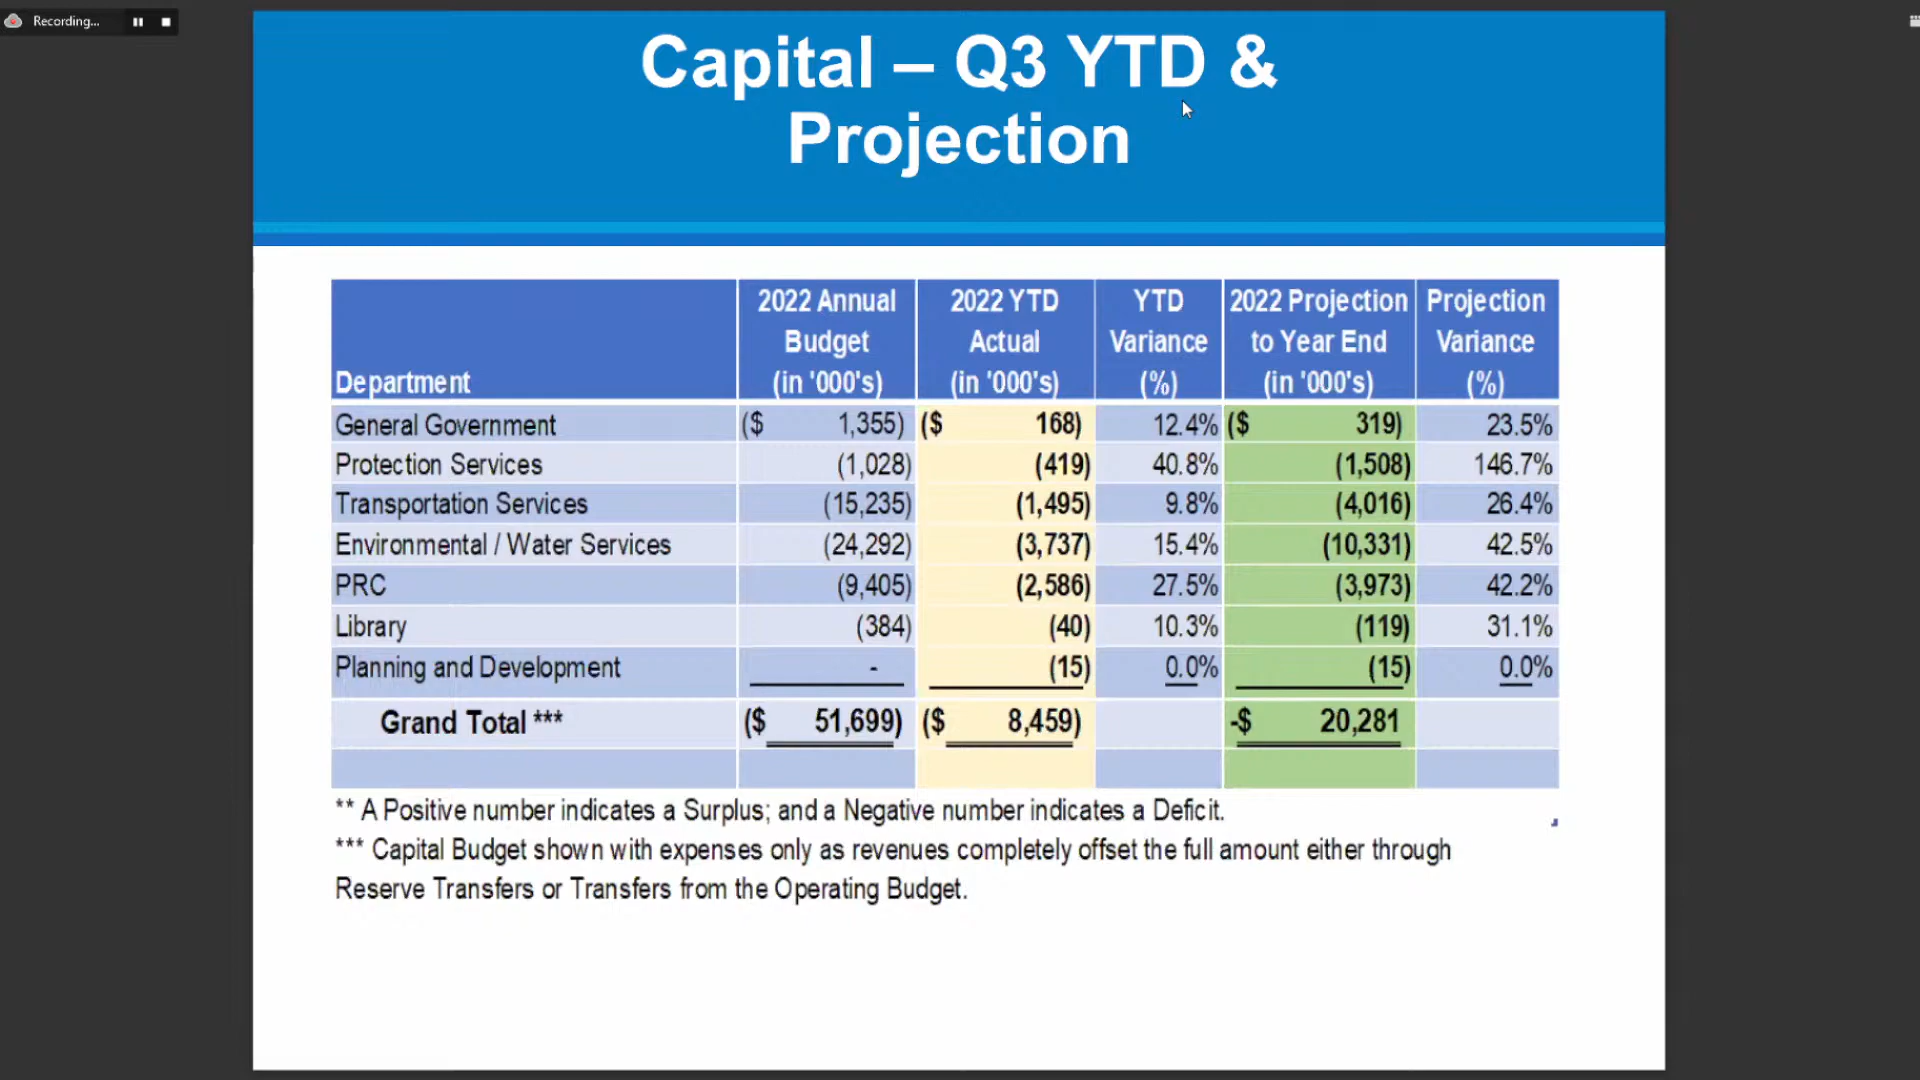 Recording...
Capital – Q3 YTD &
Projection
Department 2022 Annual Budget (in '000's) 2022 YTD Actual (in '000's) YTD Variance (%) 2022 Projection to Year End (in '000's) Projection Variance (%)
General Government ($ 1,355) ($ 168) 12.4% ($ 319) 23.5%
Protection Services (1,028) (419) 40.8% (1,508) 146.7%
Transportation Services (15,235) (1,495) 9.8% (4,016) 26.4%
Environmental / Water Services (24,292) (3,737) 15.4% (10,331) 42.5%
PRC (9,405) (2,586) 27.5% (3,973) 42.2%
Library (384) (40) 10.3% (119) 31.1%
Planning and Development - (15) 0.0% (15) 0.0%
Grand Total *** ($ 51,699) ($ 8,459) -$ 20,281
** A Positive number indicates a Surplus; and a Negative number indicates a Deficit.
*** Capital Budget shown with expenses only as revenues completely offset the full amount either through
Reserve Transfers or Transfers from the Operating Budget.